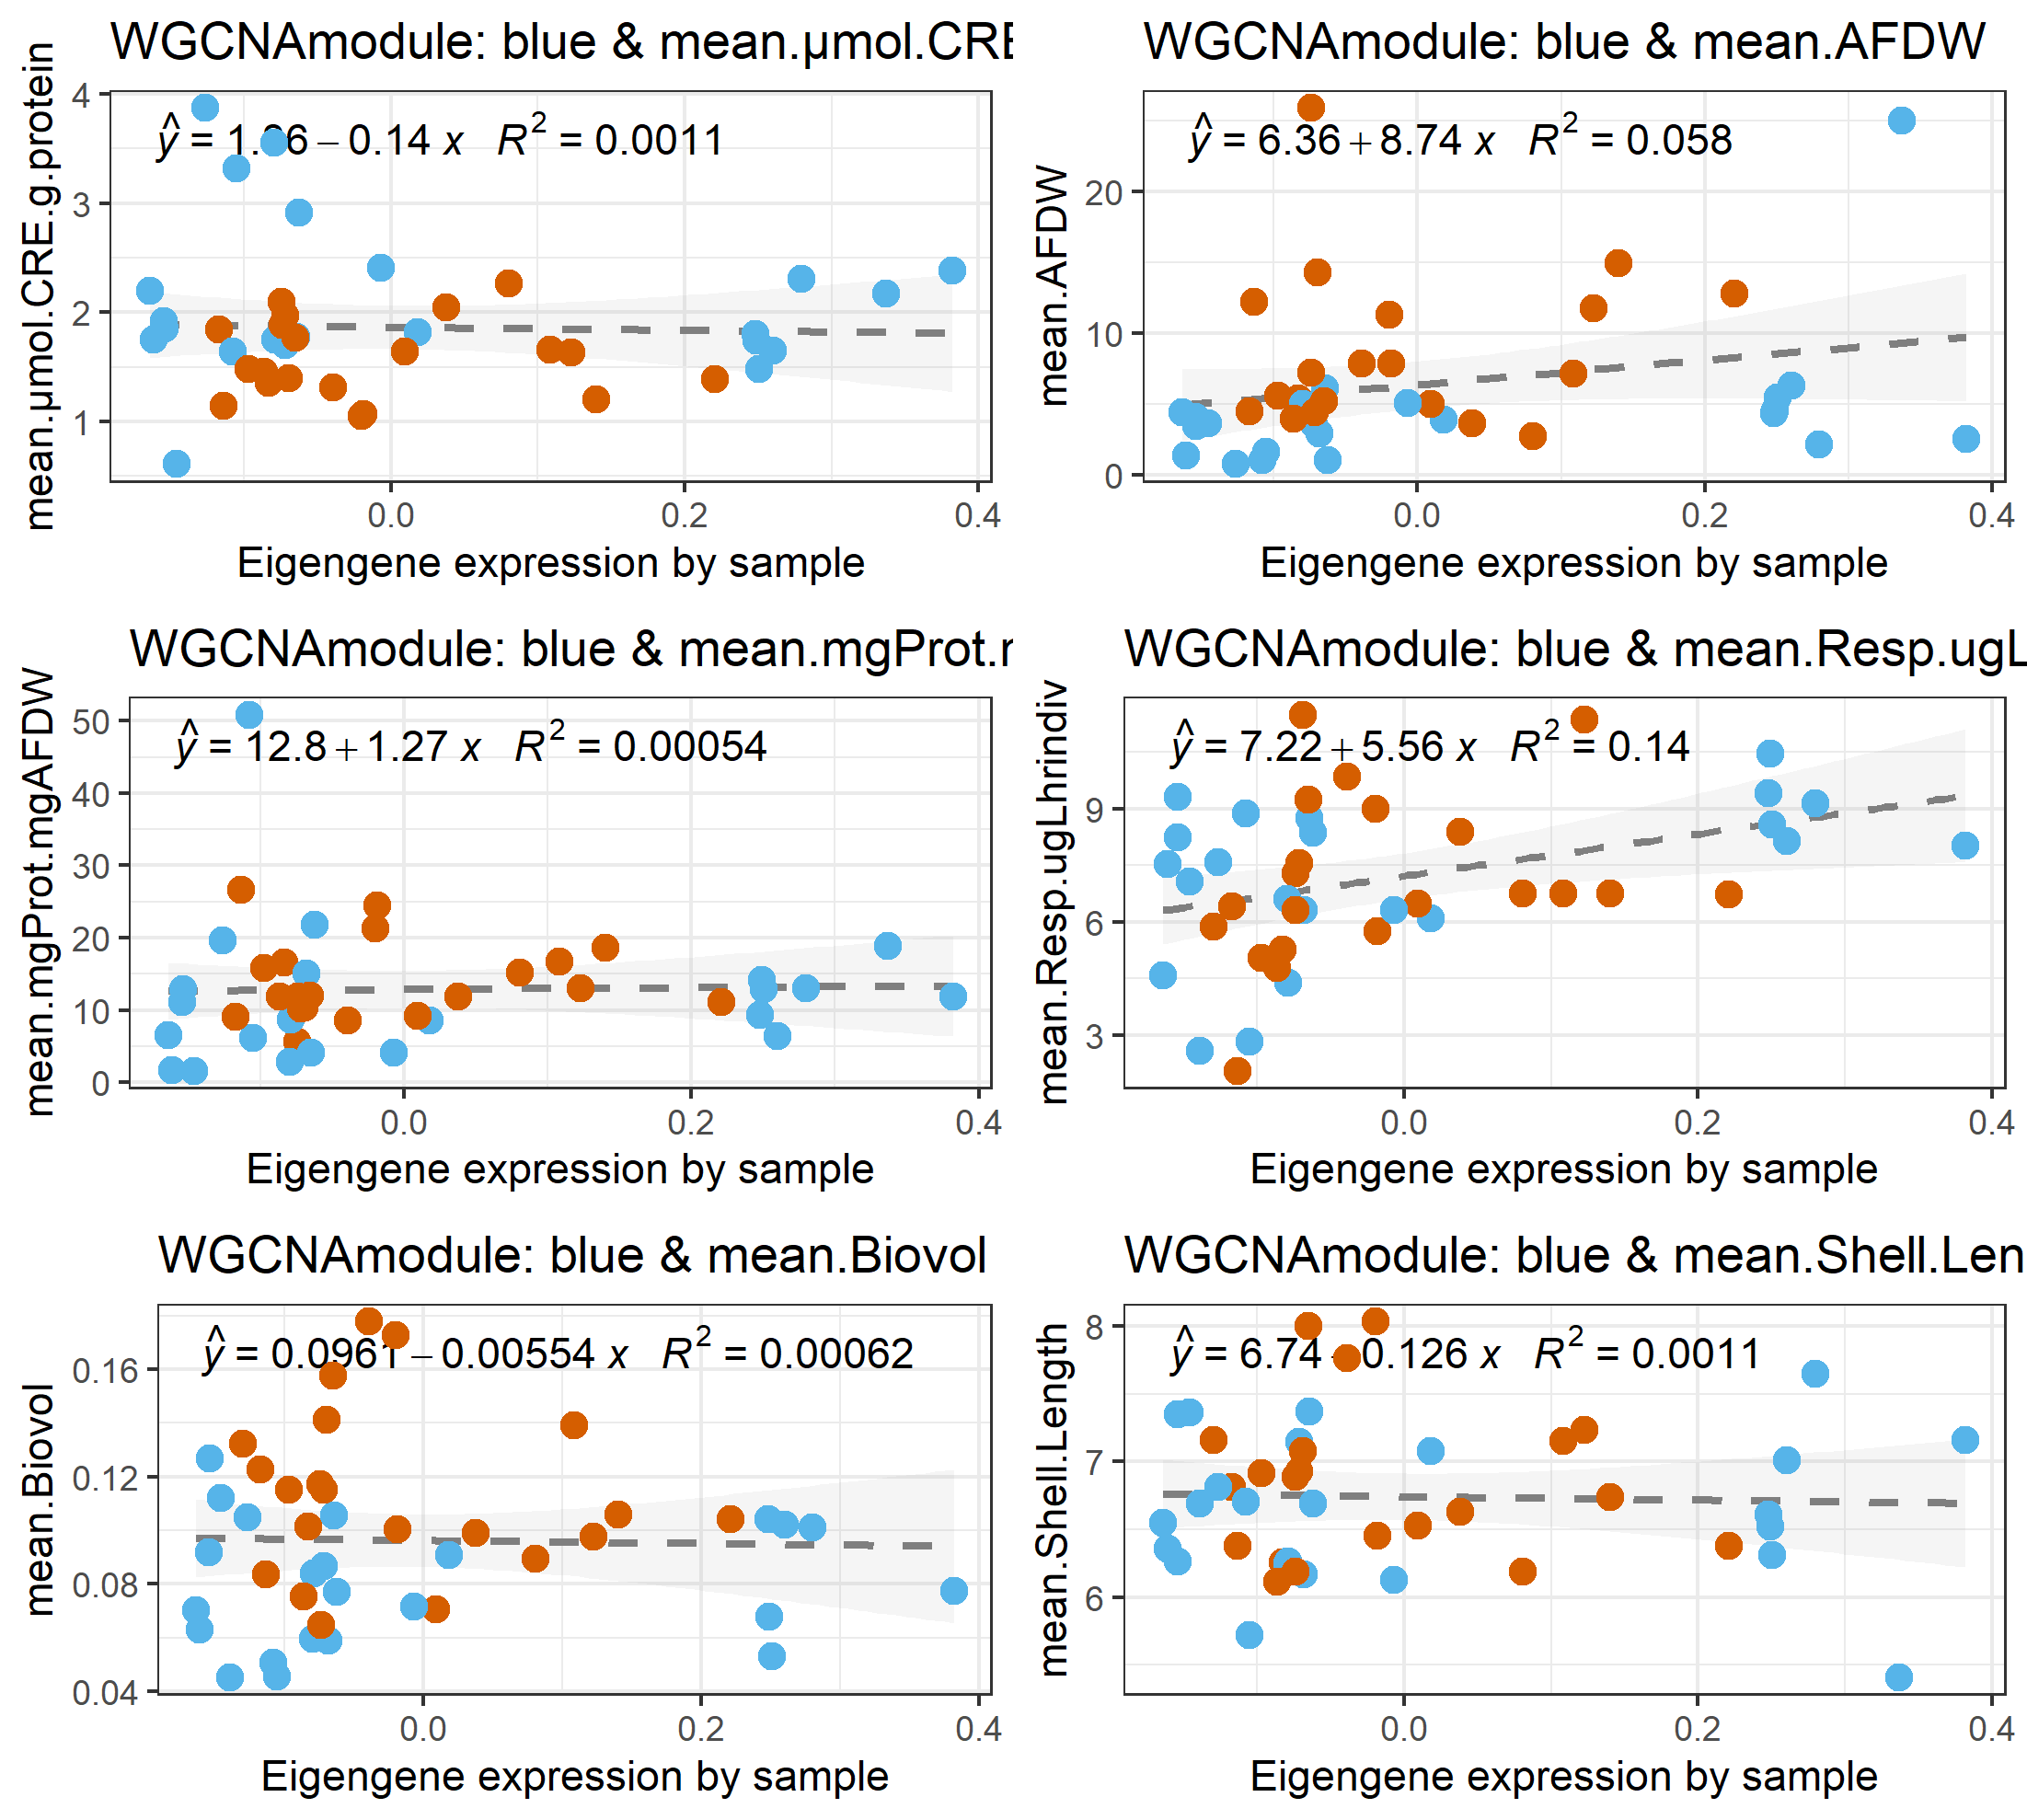 WGCNAmodule: blue & mean.µmol.CRE
mean.µmol.CRE.g.protein
4
3
2
1
ŷ = 1.86 − 0.14 x R² = 0.0011
0.0 0.2 0.4
Eigengene expression by sample
WGCNAmodule: blue & mean.AFDW
mean.AFDW
20
10
0
ŷ = 6.36 + 8.74 x R² = 0.058
0.0 0.2 0.4
Eigengene expression by sample
WGCNAmodule: blue & mean.mgProt.r
mean.mgProt.mgAFDW
50
40
30
20
10
0
ŷ = 12.8 + 1.27 x R² = 0.00054
0.0 0.2 0.4
Eigengene expression by sample
WGCNAmodule: blue & mean.Resp.ugL
mean.Resp.ugLhrindiv
9
6
3
ŷ = 7.22 + 5.56 x R² = 0.14
0.0 0.2 0.4
Eigengene expression by sample
WGCNAmodule: blue & mean.Biovol
mean.Biovol
0.16
0.12
0.08
0.04
ŷ = 0.0961 − 0.00554 x R² = 0.00062
0.0 0.2 0.4
Eigengene expression by sample
WGCNAmodule: blue & mean.Shell.Len
mean.Shell.Length
8
7
6
ŷ = 6.74 − 0.126 x R² = 0.0011
0.0 0.2 0.4
Eigengene expression by sample